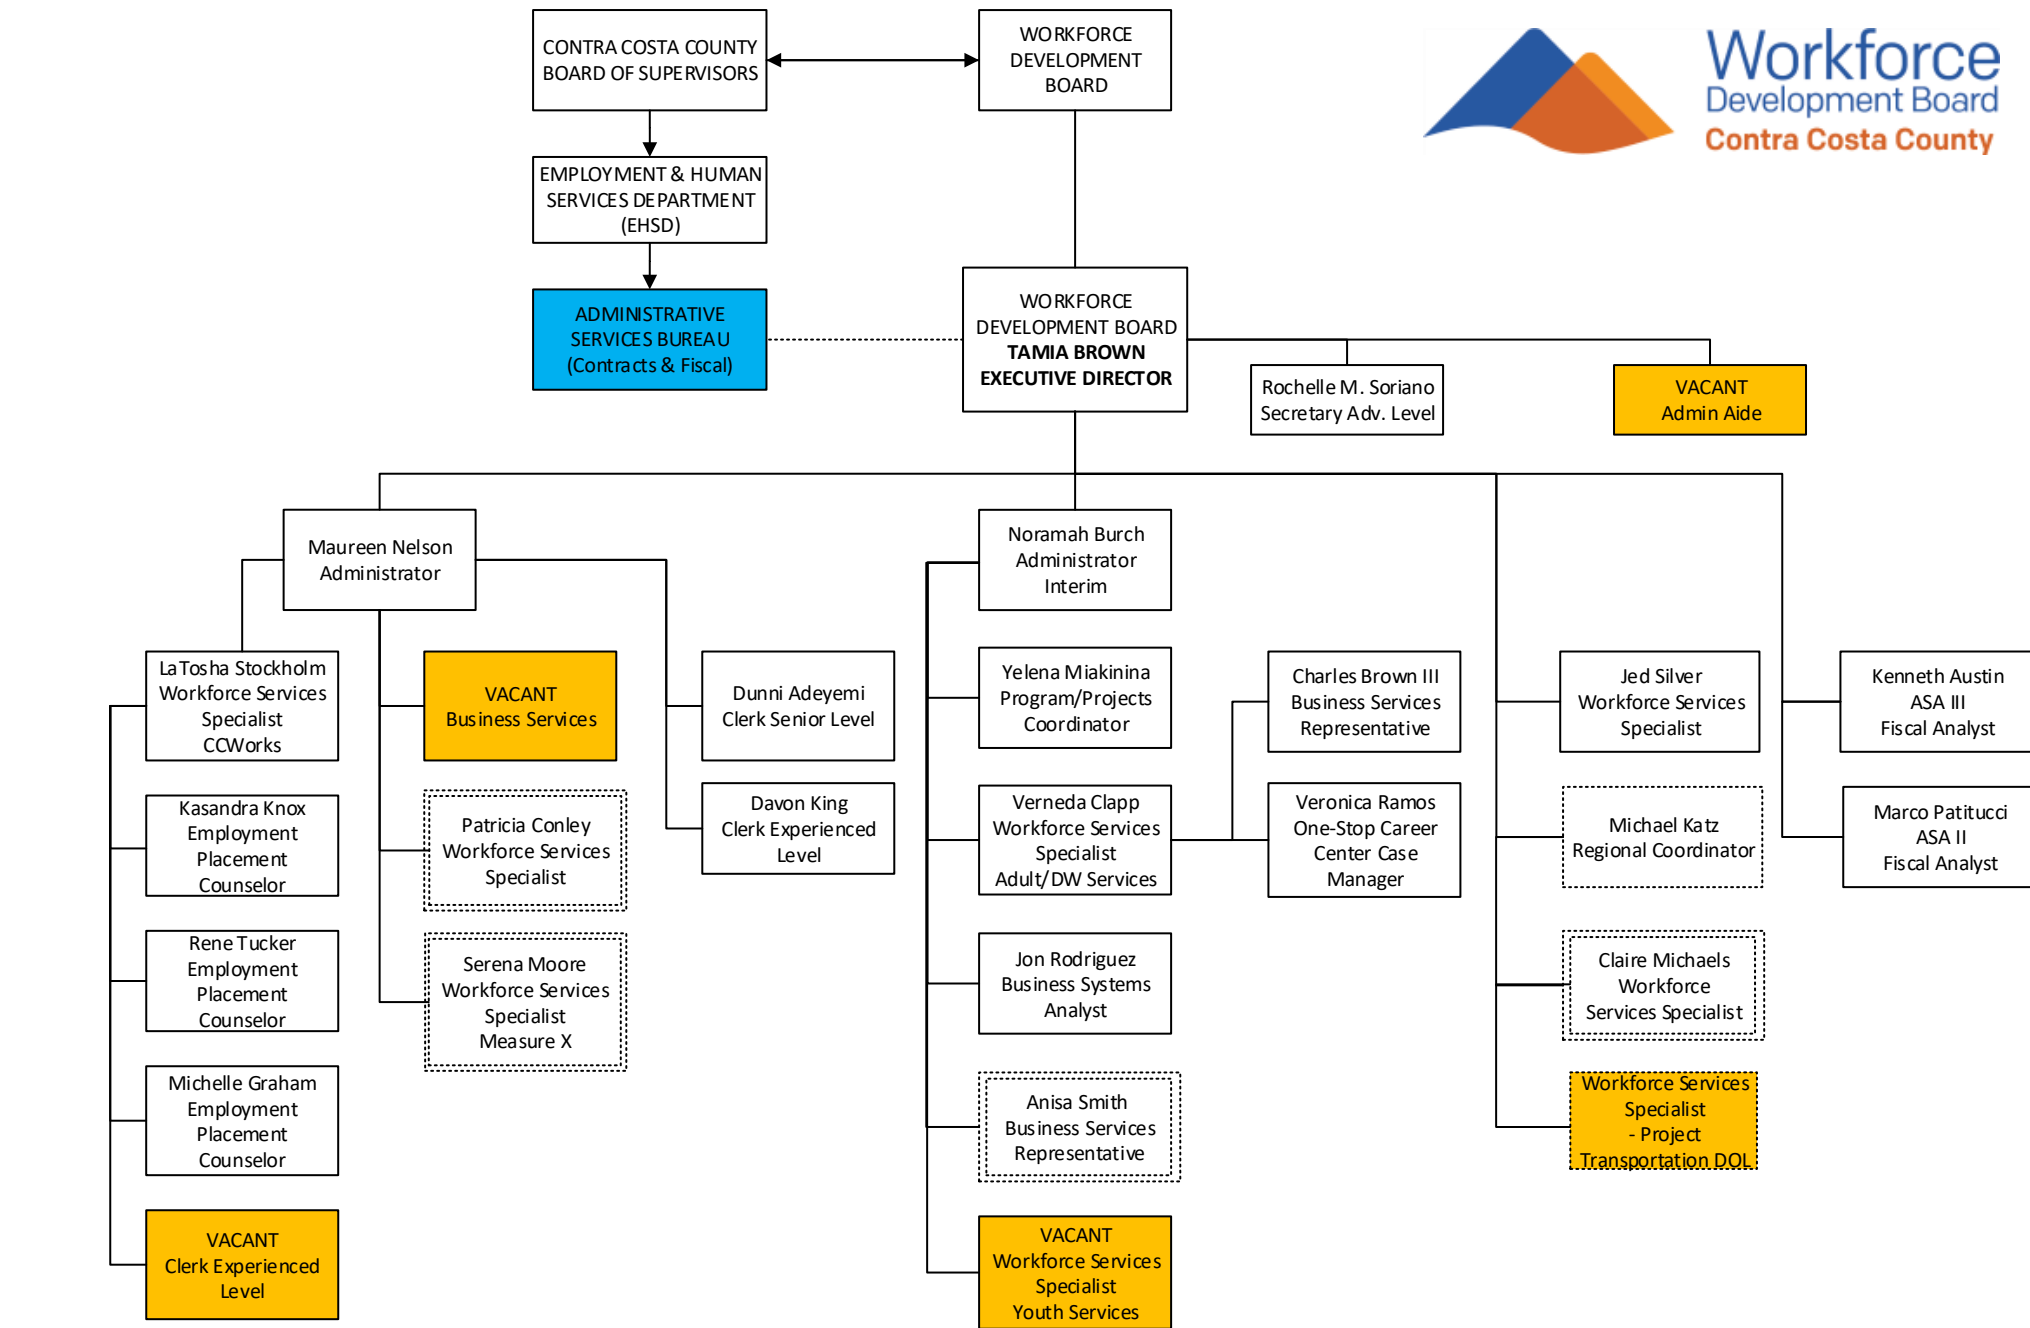 CONTRA COSTA COUNTY
BOARD OF SUPERVISORS
WORKFORCE
DEVELOPMENT
BOARD
Workforce
Development Board
Contra Costa County
EMPLOYMENT & HUMAN
SERVICES DEPARTMENT
(EHSD)
ADMINISTRATIVE
SERVICES BUREAU
(Contracts & Fiscal)
WORKFORCE
DEVELOPMENT BOARD
TAMIA BROWN
EXECUTIVE DIRECTOR
Rochelle M. Soriano
Secretary Adv. Level
VACANT
Admin Aide
Maureen Nelson
Administrator
Noramah Burch
Administrator
Interim
LaTosha Stockholm
Workforce Services
Specialist
CCWorks
VACANT
Business Services
Dunni Adeyemi
Clerk Senior Level
Yelena Miakinina
Program/Projects
Coordinator
Charles Brown III
Business Services
Representative
Jed Silver
Workforce Services
Specialist
Kenneth Austin
ASA III
Fiscal Analyst
Kasandra Knox
Employment
Placement
Counselor
Patricia Conley
Workforce Services
Specialist
Davon King
Clerk Experienced
Level
Verneda Clapp
Workforce Services
Specialist
Adult/DW Services
Veronica Ramos
One-Stop Career
Center Case
Manager
Michael Katz
Regional Coordinator
Marco Patitucci
ASA II
Fiscal Analyst
Rene Tucker
Employment
Placement
Counselor
Serena Moore
Workforce Services
Specialist
Measure X
Jon Rodriguez
Business Systems
Analyst
Claire Michaels
Workforce
Services Specialist
Michelle Graham
Employment
Placement
Counselor
Anisa Smith
Business Services
Representative
Workforce Services
Specialist
- Project
Transportation DOL
VACANT
Clerk Experienced
Level
VACANT
Workforce Services
Specialist
Youth Services